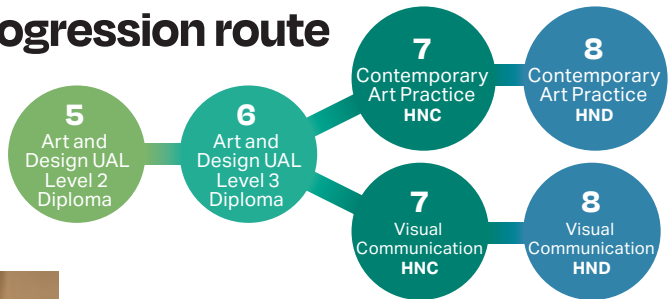 ogression route
5
Art and
Design UAL
Level 2
Diploma
6
Art and
Design UAL
Level 3
Diploma
7
Contemporary
Art Practice
HNC
8
Contemporary
Art Practice
HND
7
Visual
Communication
HNC
8
Visual
Communication
HND